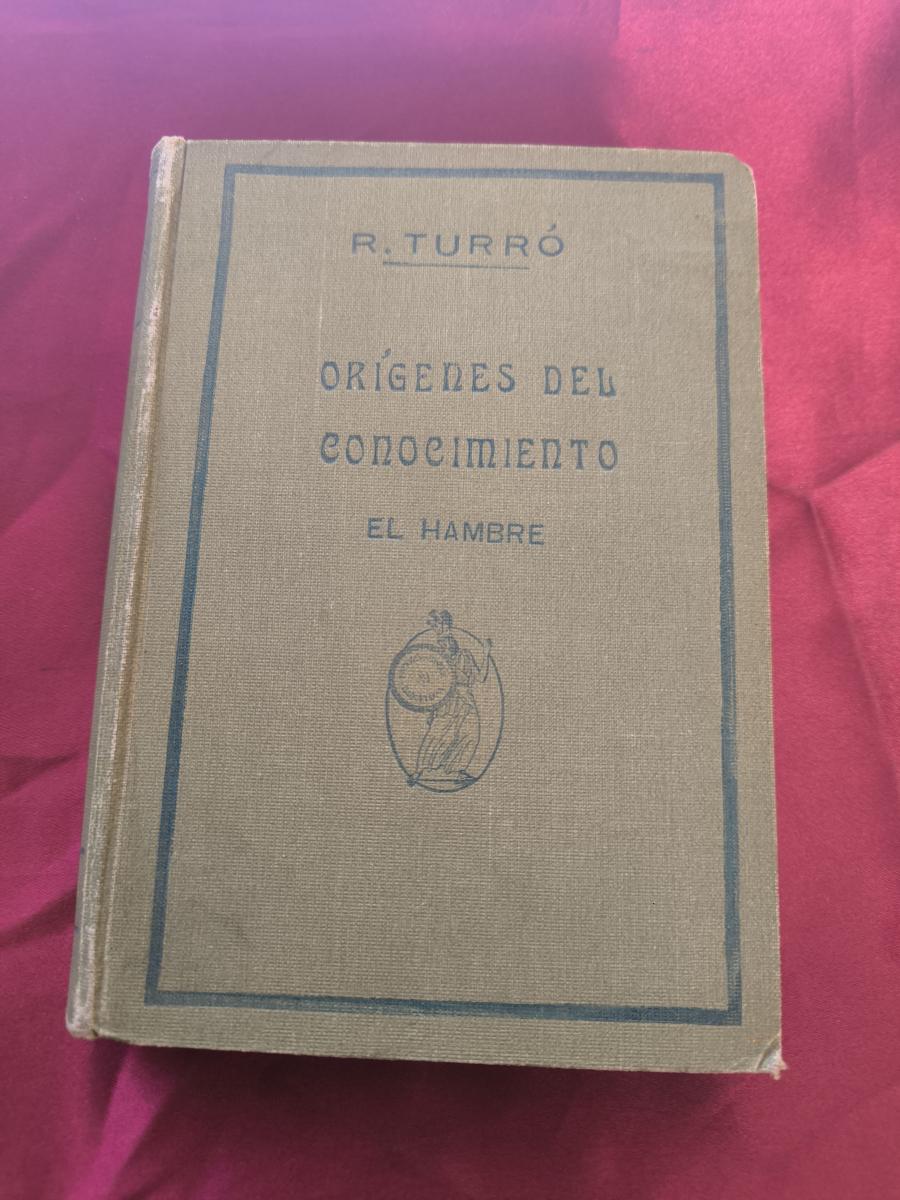 R. TURRÓ
ORÍGENES DEL
CONOCIMIENTO
EL HAMBRE